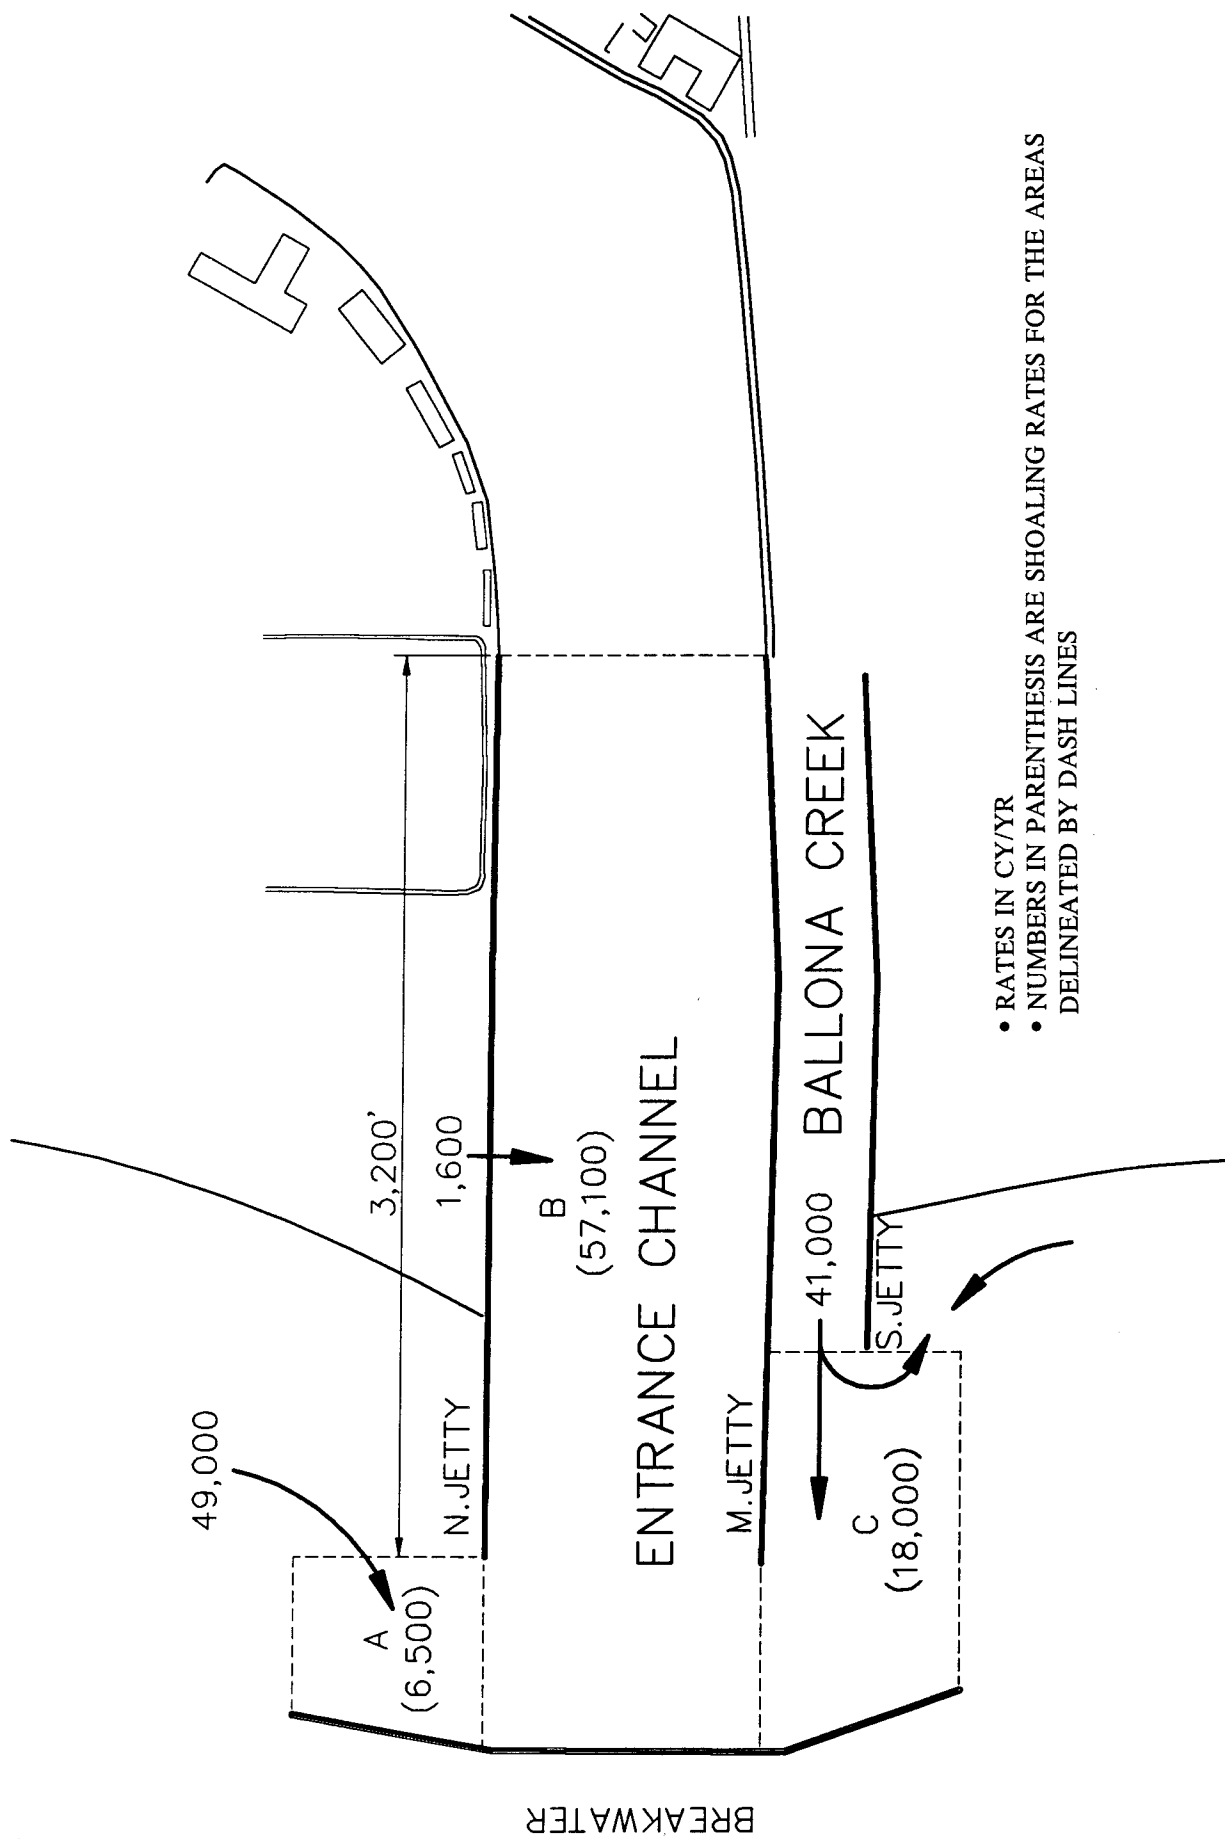 49,000
3,200'
N.JETTY
1,600
A
(6,500)
B
(57,100)
ENTRANCE CHANNEL
M.JETTY
41,000
BALLONA CREEK
S.JETTY
C
(18,000)
BREAKWATER
• RATES IN CY/YR
• NUMBERS IN PARENTHESIS ARE SHOALING RATES FOR THE AREAS
DELINEATED BY DASH LINES